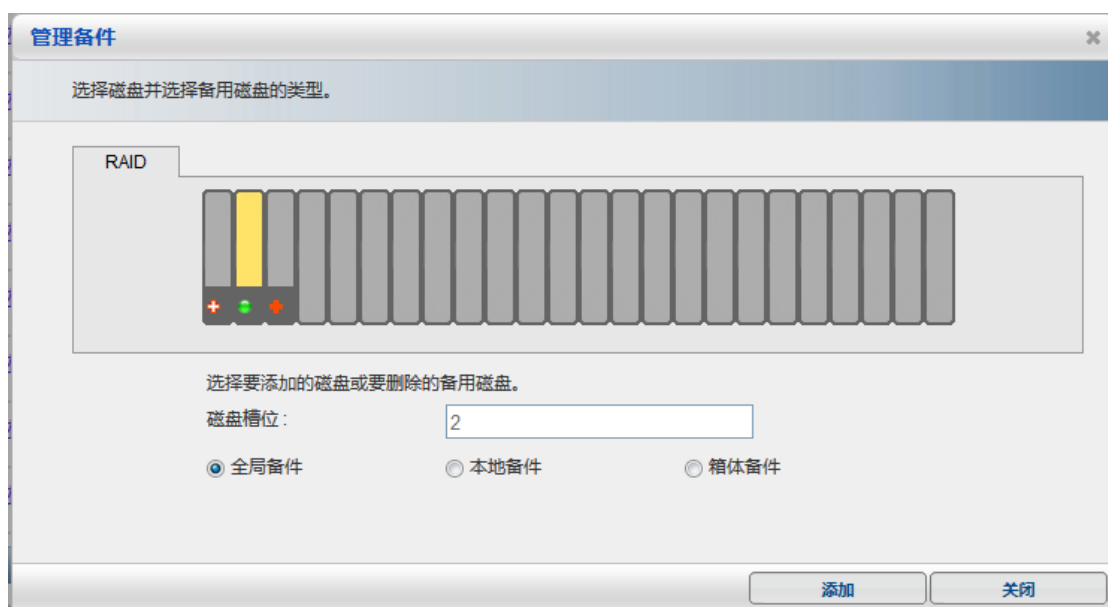 管理备件
选择磁盘并选择备用磁盘的类型。
RAID
选择要添加的磁盘或要删除的备用磁盘。
磁盘槽位：
2
全局备件 本地备件 箱体备件
添加 关闭